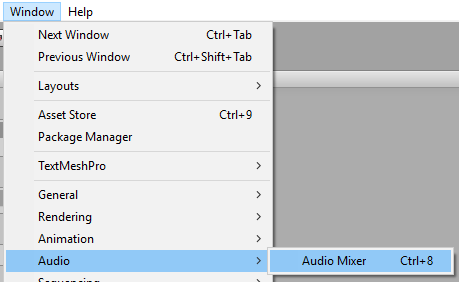 Window Help
Next Window Ctrl+Tab
Previous Window Ctrl+Shift+Tab
Layouts
Asset Store Ctrl+9
Package Manager
TextMeshPro
General
Rendering
Animation
Audio
Audio Mixer Ctrl+8
Sequencing